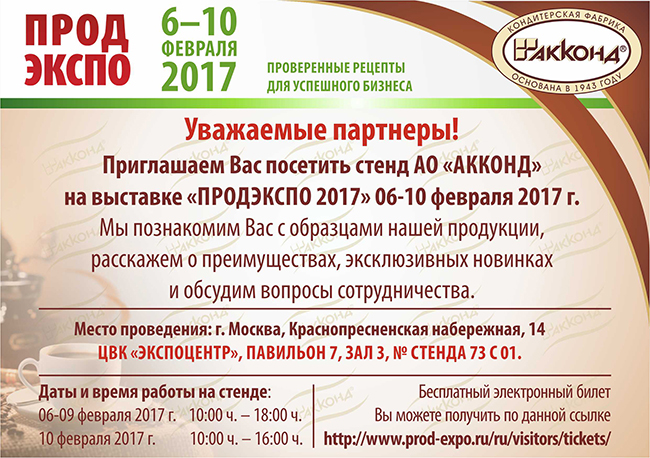 ПРОД
ЭКСПО
6–10
ФЕВРАЛЯ
2017
ПРОВЕРЕННЫЕ РЕЦЕПТЫ
ДЛЯ УСПЕШНОГО БИЗНЕСА
КОНДИТЕРСКАЯ ФАБРИКА
АККОНД®
ОСНОВАНА В 1943 ГОДУ
Уважаемые партнеры!
Приглашаем Вас посетить стенд АО «АККОНД»
на выставке «ПРОДЭКСПО 2017» 06-10 февраля 2017 г.
Мы познакомим Вас с образцами нашей продукции,
расскажем о преимуществах, эксклюзивных новинках
и обсудим вопросы сотрудничества.
Место проведения: г. Москва, Краснопресненская набережная, 14
ЦВК «ЭКСПОЦЕНТР», ПАВИЛЬОН 7, ЗАЛ 3, № СТЕНДА 73 С 01.
Даты и время работы на стенде:
06-09 февраля 2017 г. 10:00 ч. – 18:00 ч.
10 февраля 2017 г. 10:00 ч. – 16:00 ч.
Бесплатный электронный билет
Вы можете получить по данной ссылке
http://www.prod-expo.ru/ru/visitors/tickets/